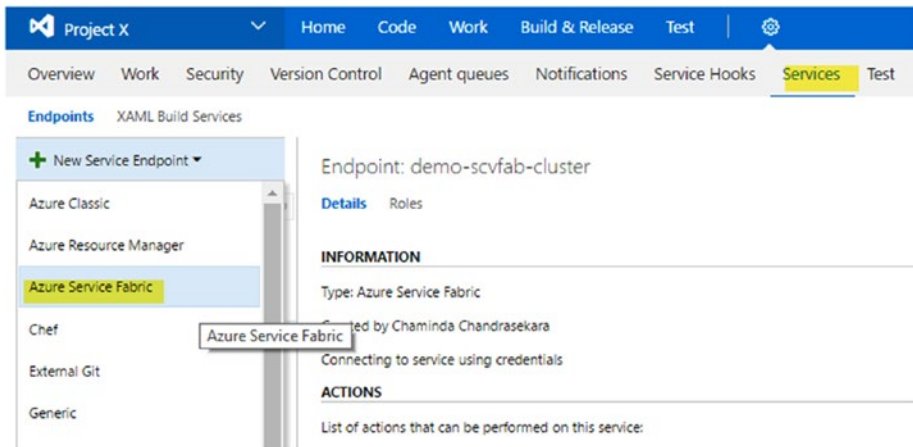 Project X Home Code Work Build & Release Test
Overview Work Security Version Control Agent queues Notifications Service Hooks Services Test
Endpoints XAML Build Services
New Service Endpoint
Azure Classic
Azure Resource Manager
Azure Service Fabric
Chef
External Git
Generic
Azure Service Fabric
Endpoint: demo-scvfab-cluster
Details Roles
INFORMATION
Type: Azure Service Fabric
by Chaminda Chandrasekara
Connecting to service using credentials
ACTIONS
List of actions that can be performed on this service: